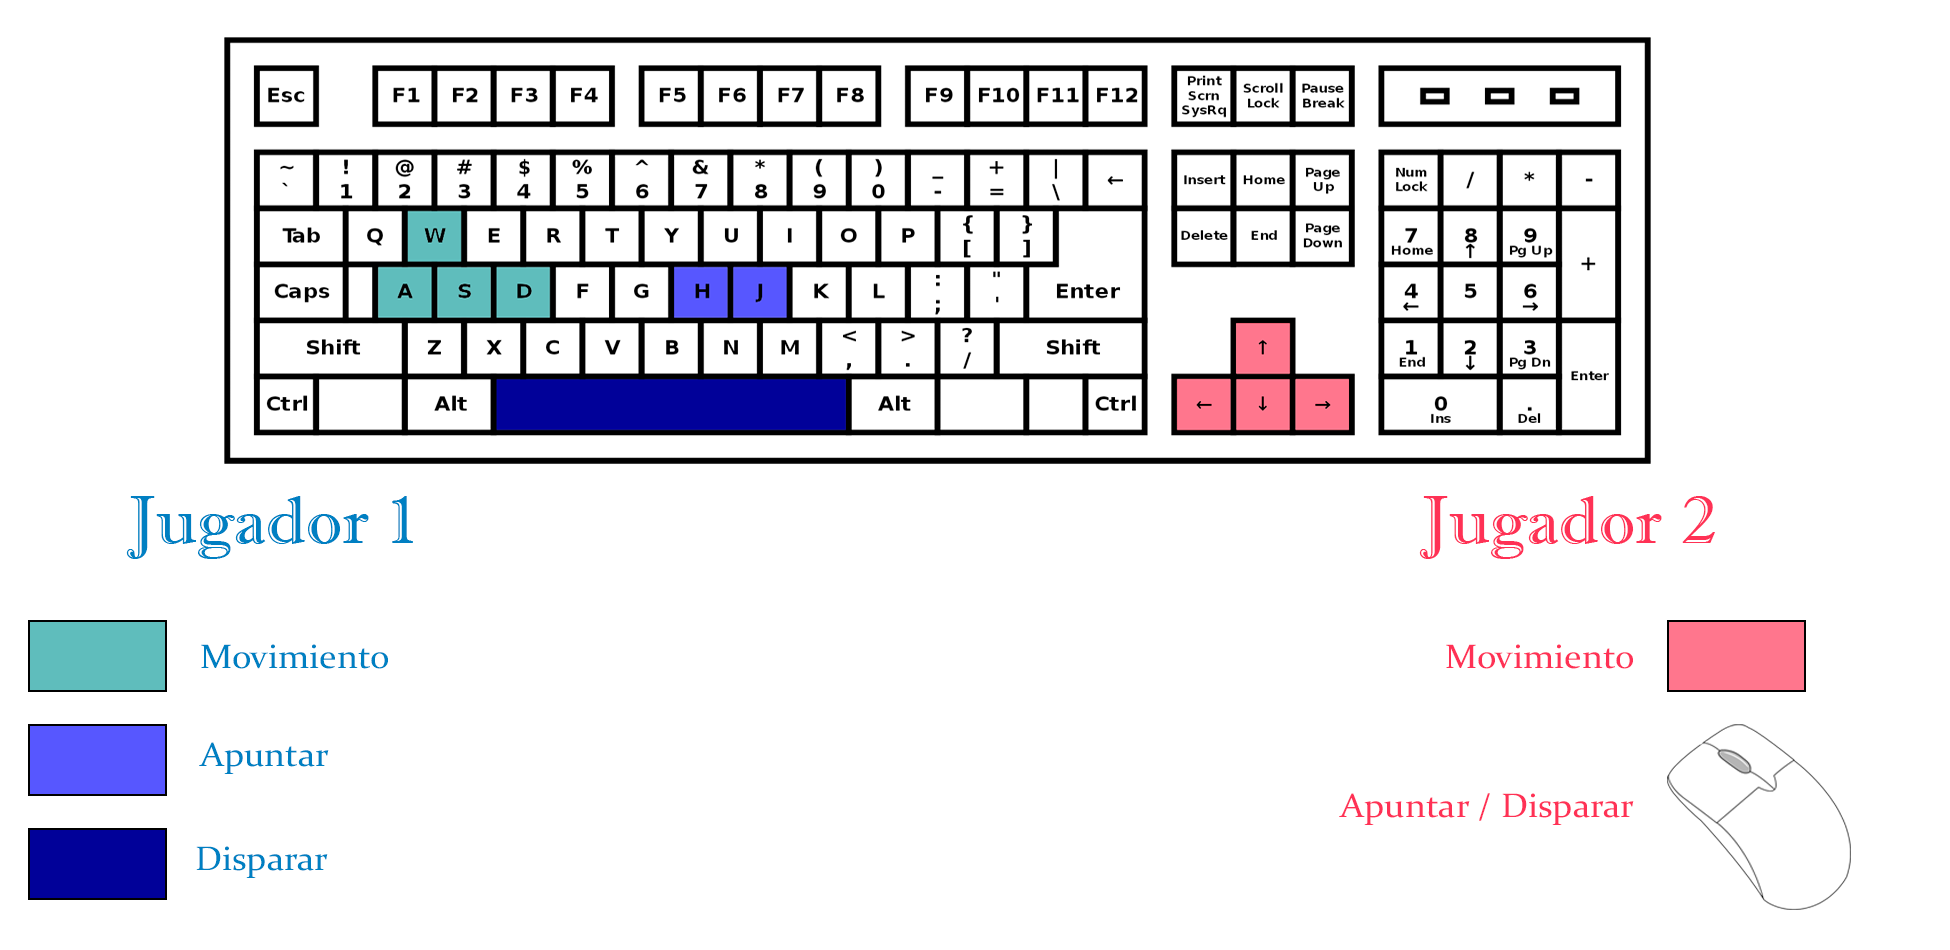 Esc F1 F2 F3 F4 F5 F6 F7 F8 F9 F10 F11 F12 Print Scrn SysRq Scroll Lock Pause Break
~ ` ! 1 @ 2 # 3 $ 4 % 5 ^ 6 & 7 * 8 ( 9 ) 0 _ - + = | \ ← Insert Home Page Up Num Lock / * -
Tab Q W E R T Y U I O P { [ } ] Delete End Page Down 7 Home 8 ↑ 9 Pg Up +
Caps A S D F G H J K L : ; " ' Enter 4 ← 5 6 →
Shift Z X C V B N M < , > . ? / Shift ↑ 1 End 2 ↓ 3 Pg Dn Enter
Ctrl Alt Alt Ctrl ← ↓ → 0 Ins . Del
Jugador 1
Movimiento
Apuntar
Disparar
Jugador 2
Movimiento
Apuntar / Disparar